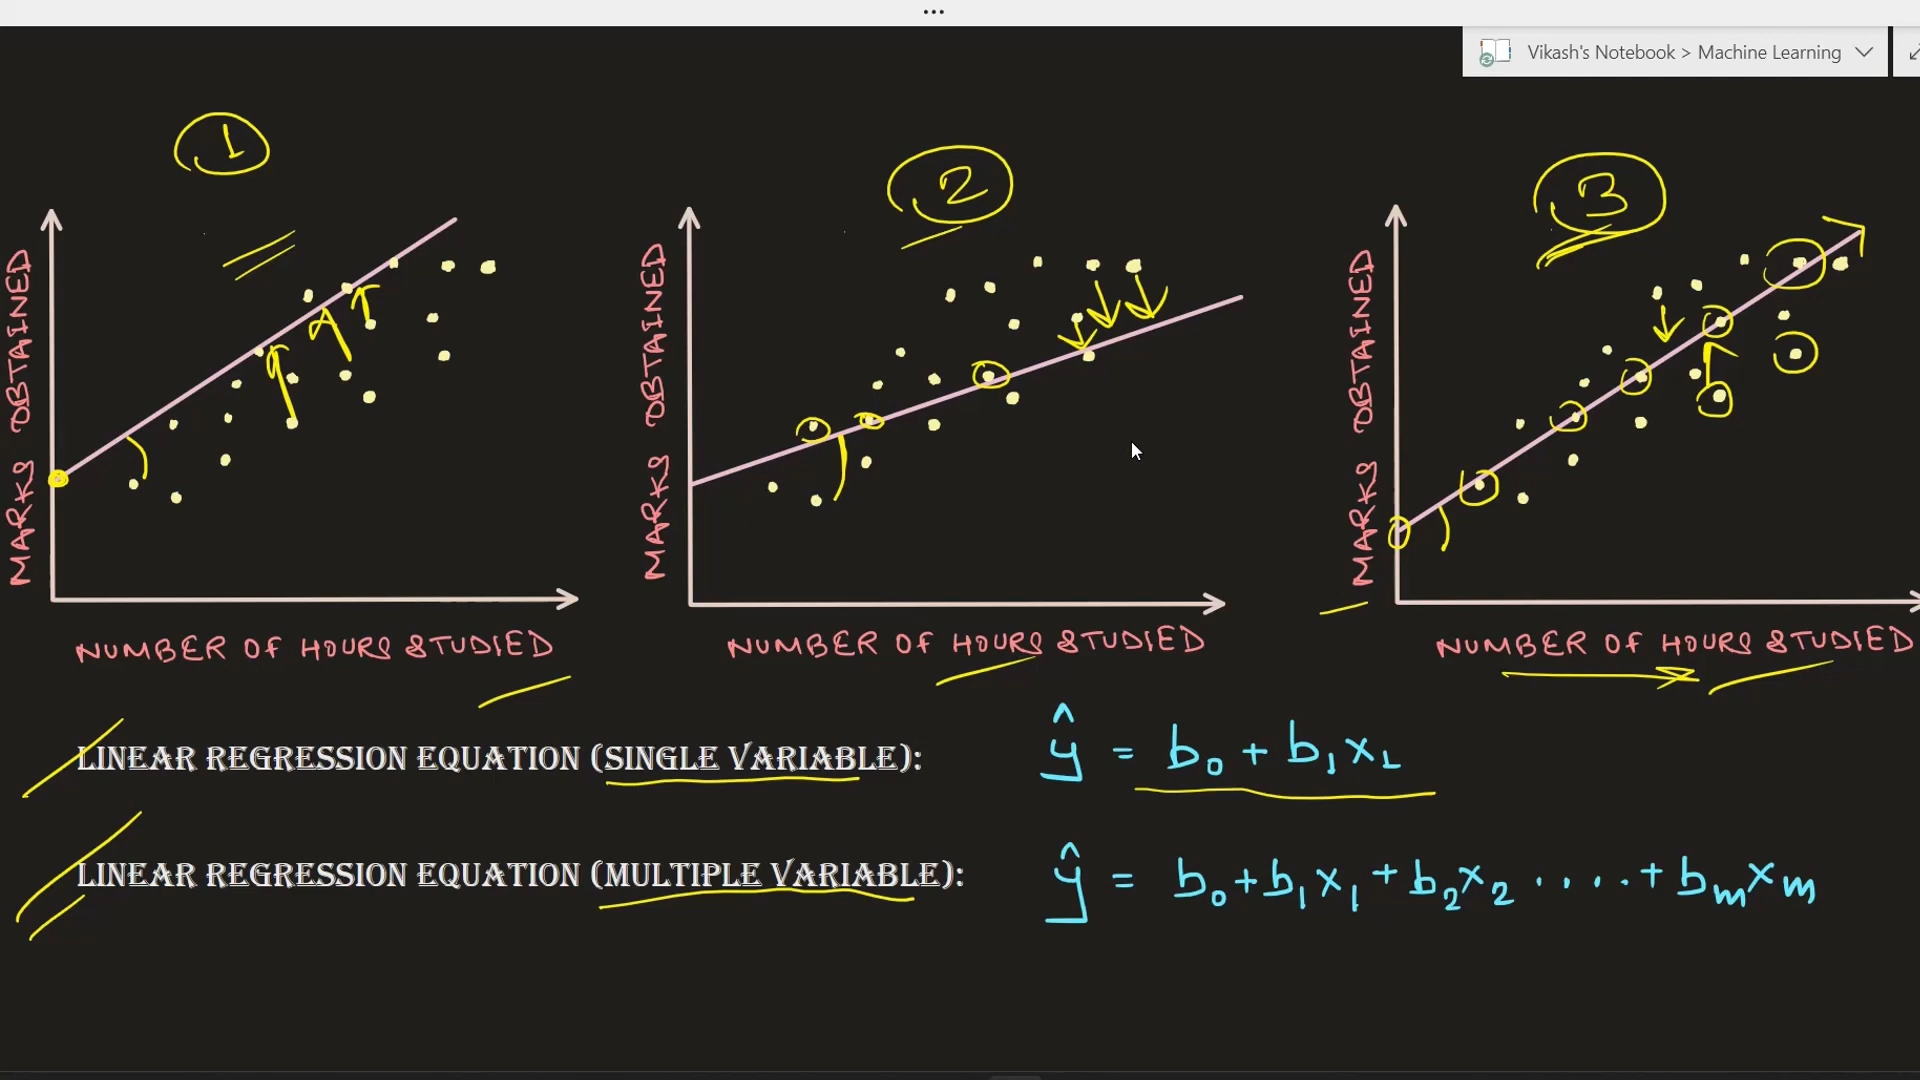 ...
Vikash's Notebook > Machine Learning
1
2
3
MARKS OBTAINED
MARKS OBTAINED
MARKS OBTAINED
NUMBER OF HOURS STUDIED
NUMBER OF HOURS STUDIED
NUMBER OF HOURS STUDIED
LINEAR REGRESSION EQUATION (SINGLE VARIABLE): ŷ = b₀ + b₁x₁
LINEAR REGRESSION EQUATION (MULTIPLE VARIABLE): ŷ = b₀+b₁x₁+b₂x₂.....+bₘxₘ